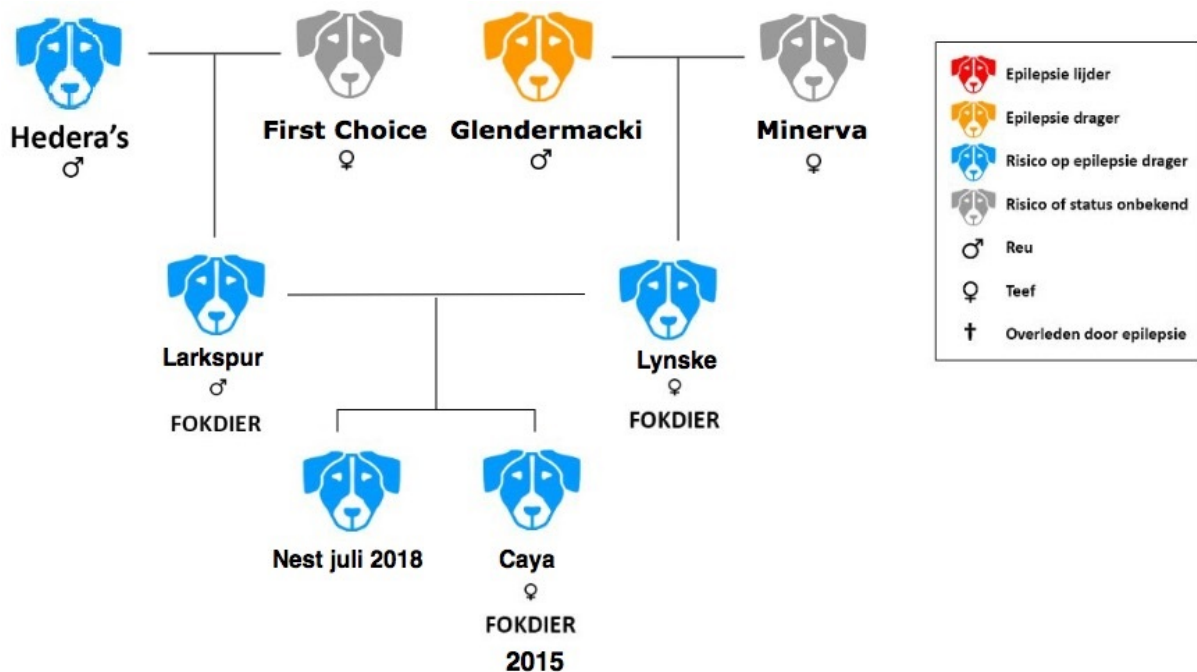 Hedera's
♂
First Choice
♀
Glendermacki
♂
Minerva
♀
Larkspur
♂
FOKDIER
Lynske
♀
FOKDIER
Nest juli 2018
Caya
♀
FOKDIER
2015
Epilepsie lijder
Epilepsie drager
Risico op epilepsie drager
Risico of status onbekend
♂ Reu
♀ Teef
✝ Overleden door epilepsie